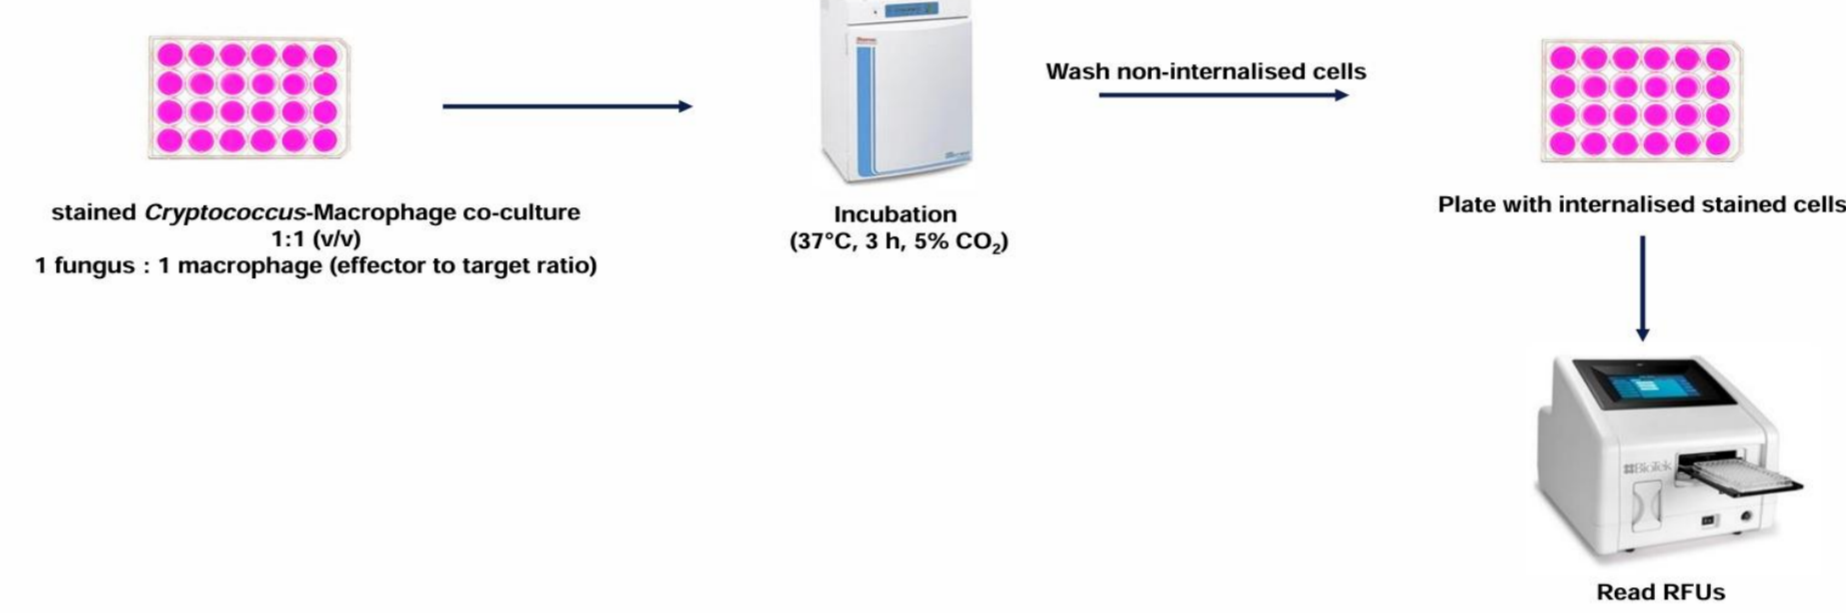 Wash non-internalised cells
stained Cryptococcus-Macrophage co-culture
1:1 (v/v)
1 fungus : 1 macrophage (effector to target ratio)
Incubation
(37°C, 3 h, 5% CO₂)
Plate with internalised stained cells
BioTek
Read RFUs